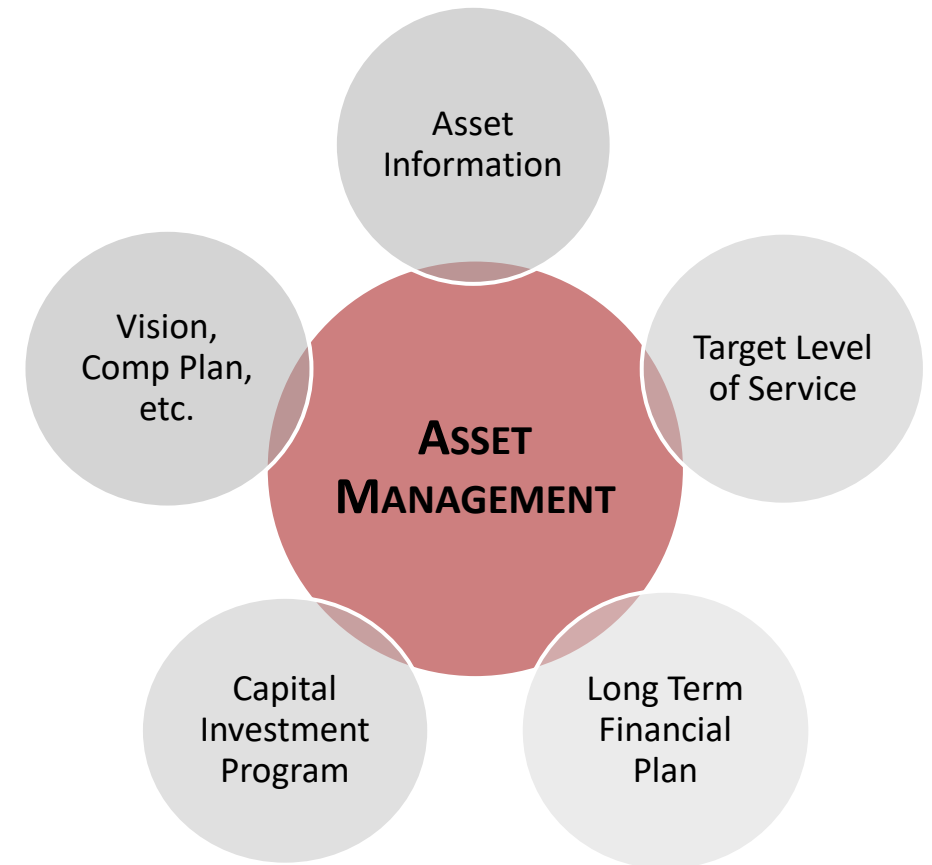 Asset
Information
Vision,
Comp Plan,
etc.
Target Level
of Service
ASSET
MANAGEMENT
Capital
Investment
Program
Long Term
Financial
Plan